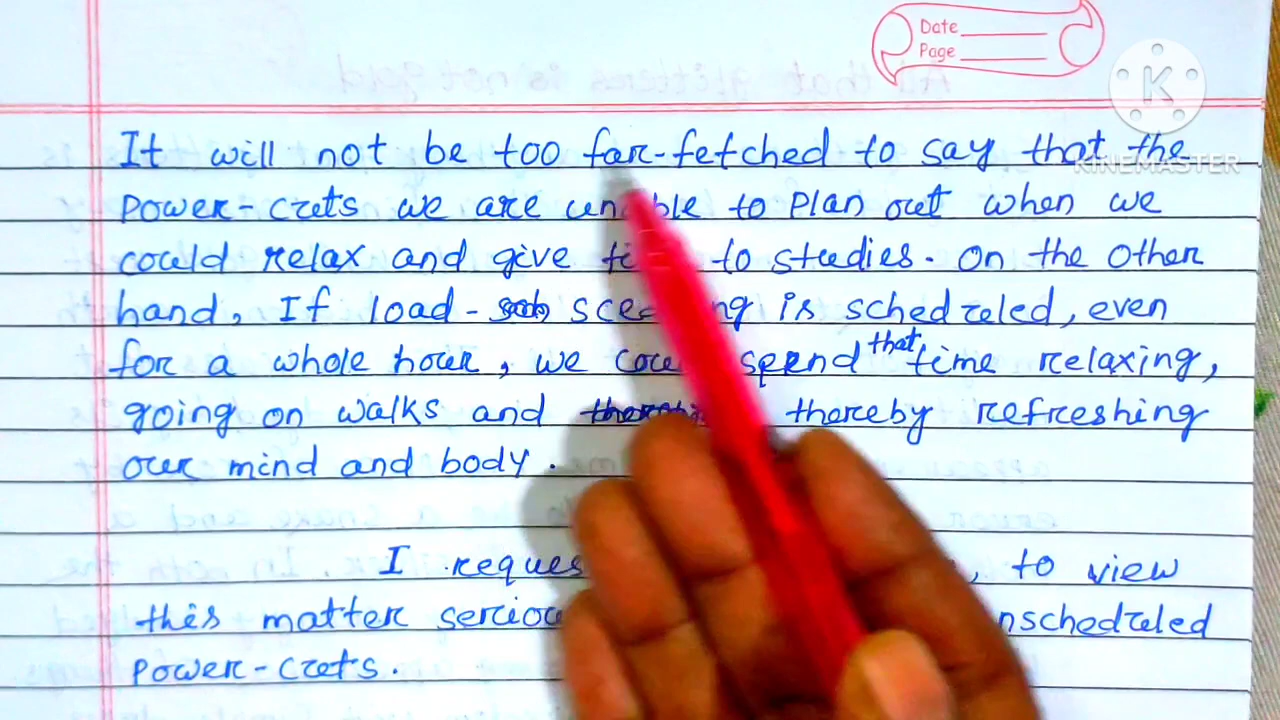 Date
Page
KINEMASTER
It will not be too far-fetched to say that the
power-cuts we are unable to plan out when we
could relax and give to studies. On the other
hand, If load- is scheduled, even
for a whole hour, we spend that time relaxing,
going on walks and thereby refreshing
our mind and body.
I to view
this matter
power-cuts.